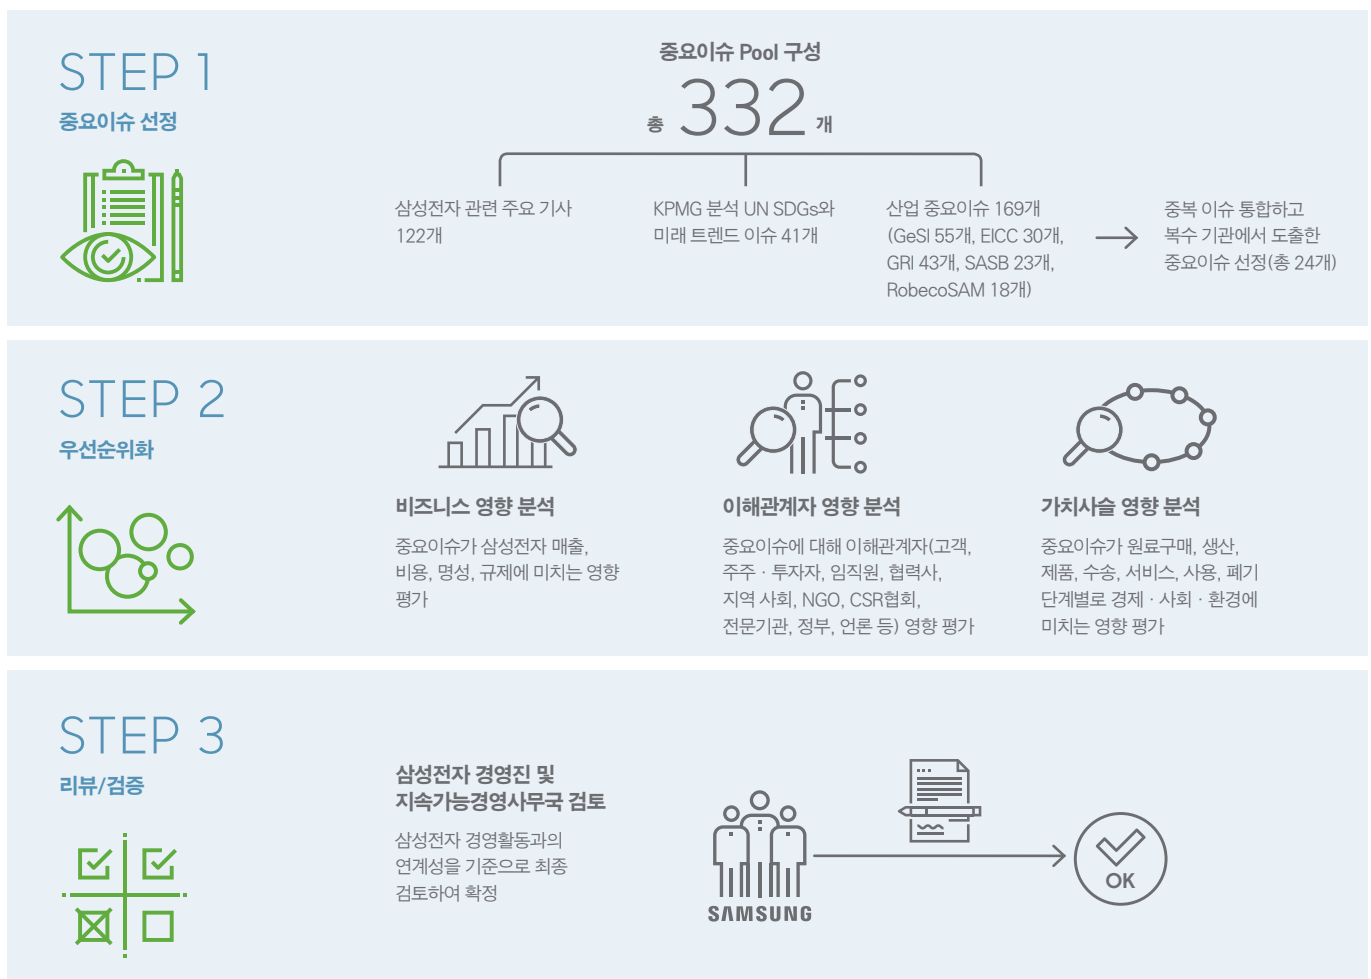 STEP 1
중요이슈 선정
중요이슈 Pool 구성
총 332 개
삼성전자 관련 주요 기사
122개
KPMG 분석 UN SDGs와
미래 트렌드 이슈 41개
산업 중요이슈 169개
(GeSI 55개, EICC 30개,
GRI 43개, SASB 23개,
RobecoSAM 18개)
중복 이슈 통합하고
복수 기관에서 도출한
중요이슈 선정(총 24개)
STEP 2
우선순위화
비즈니스 영향 분석
중요이슈가 삼성전자 매출,
비용, 명성, 규제에 미치는 영향
평가
이해관계자 영향 분석
중요이슈에 대해 이해관계자(고객,
주주 · 투자자, 임직원, 협력사,
지역 사회, NGO, CSR협회,
전문기관, 정부, 언론 등) 영향 평가
가치사슬 영향 분석
중요이슈가 원료구매, 생산,
제품, 수송, 서비스, 사용, 폐기
단계별로 경제 · 사회 · 환경에
미치는 영향 평가
STEP 3
리뷰/검증
삼성전자 경영진 및
지속가능경영사무국 검토
삼성전자 경영활동과의
연계성을 기준으로 최종
검토하여 확정
SAMSUNG
OK